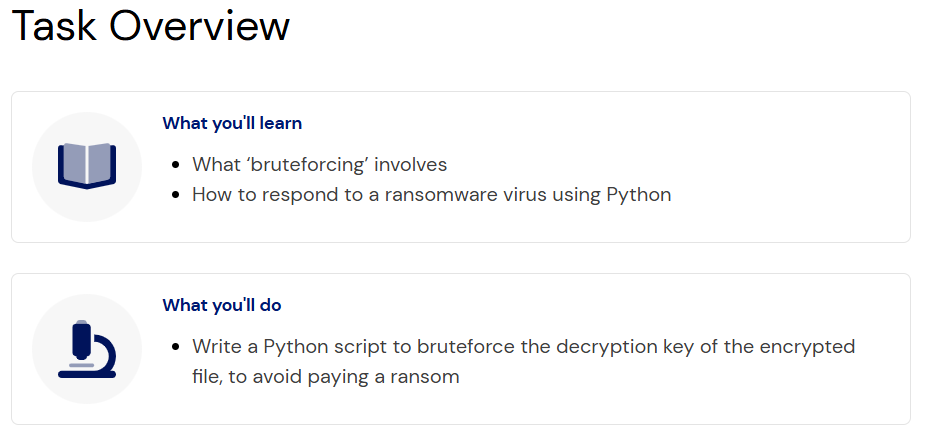 Task Overview
What you'll learn
• What ‘bruteforcing’ involves
• How to respond to a ransomware virus using Python
What you'll do
• Write a Python script to bruteforce the decryption key of the encrypted
file, to avoid paying a ransom